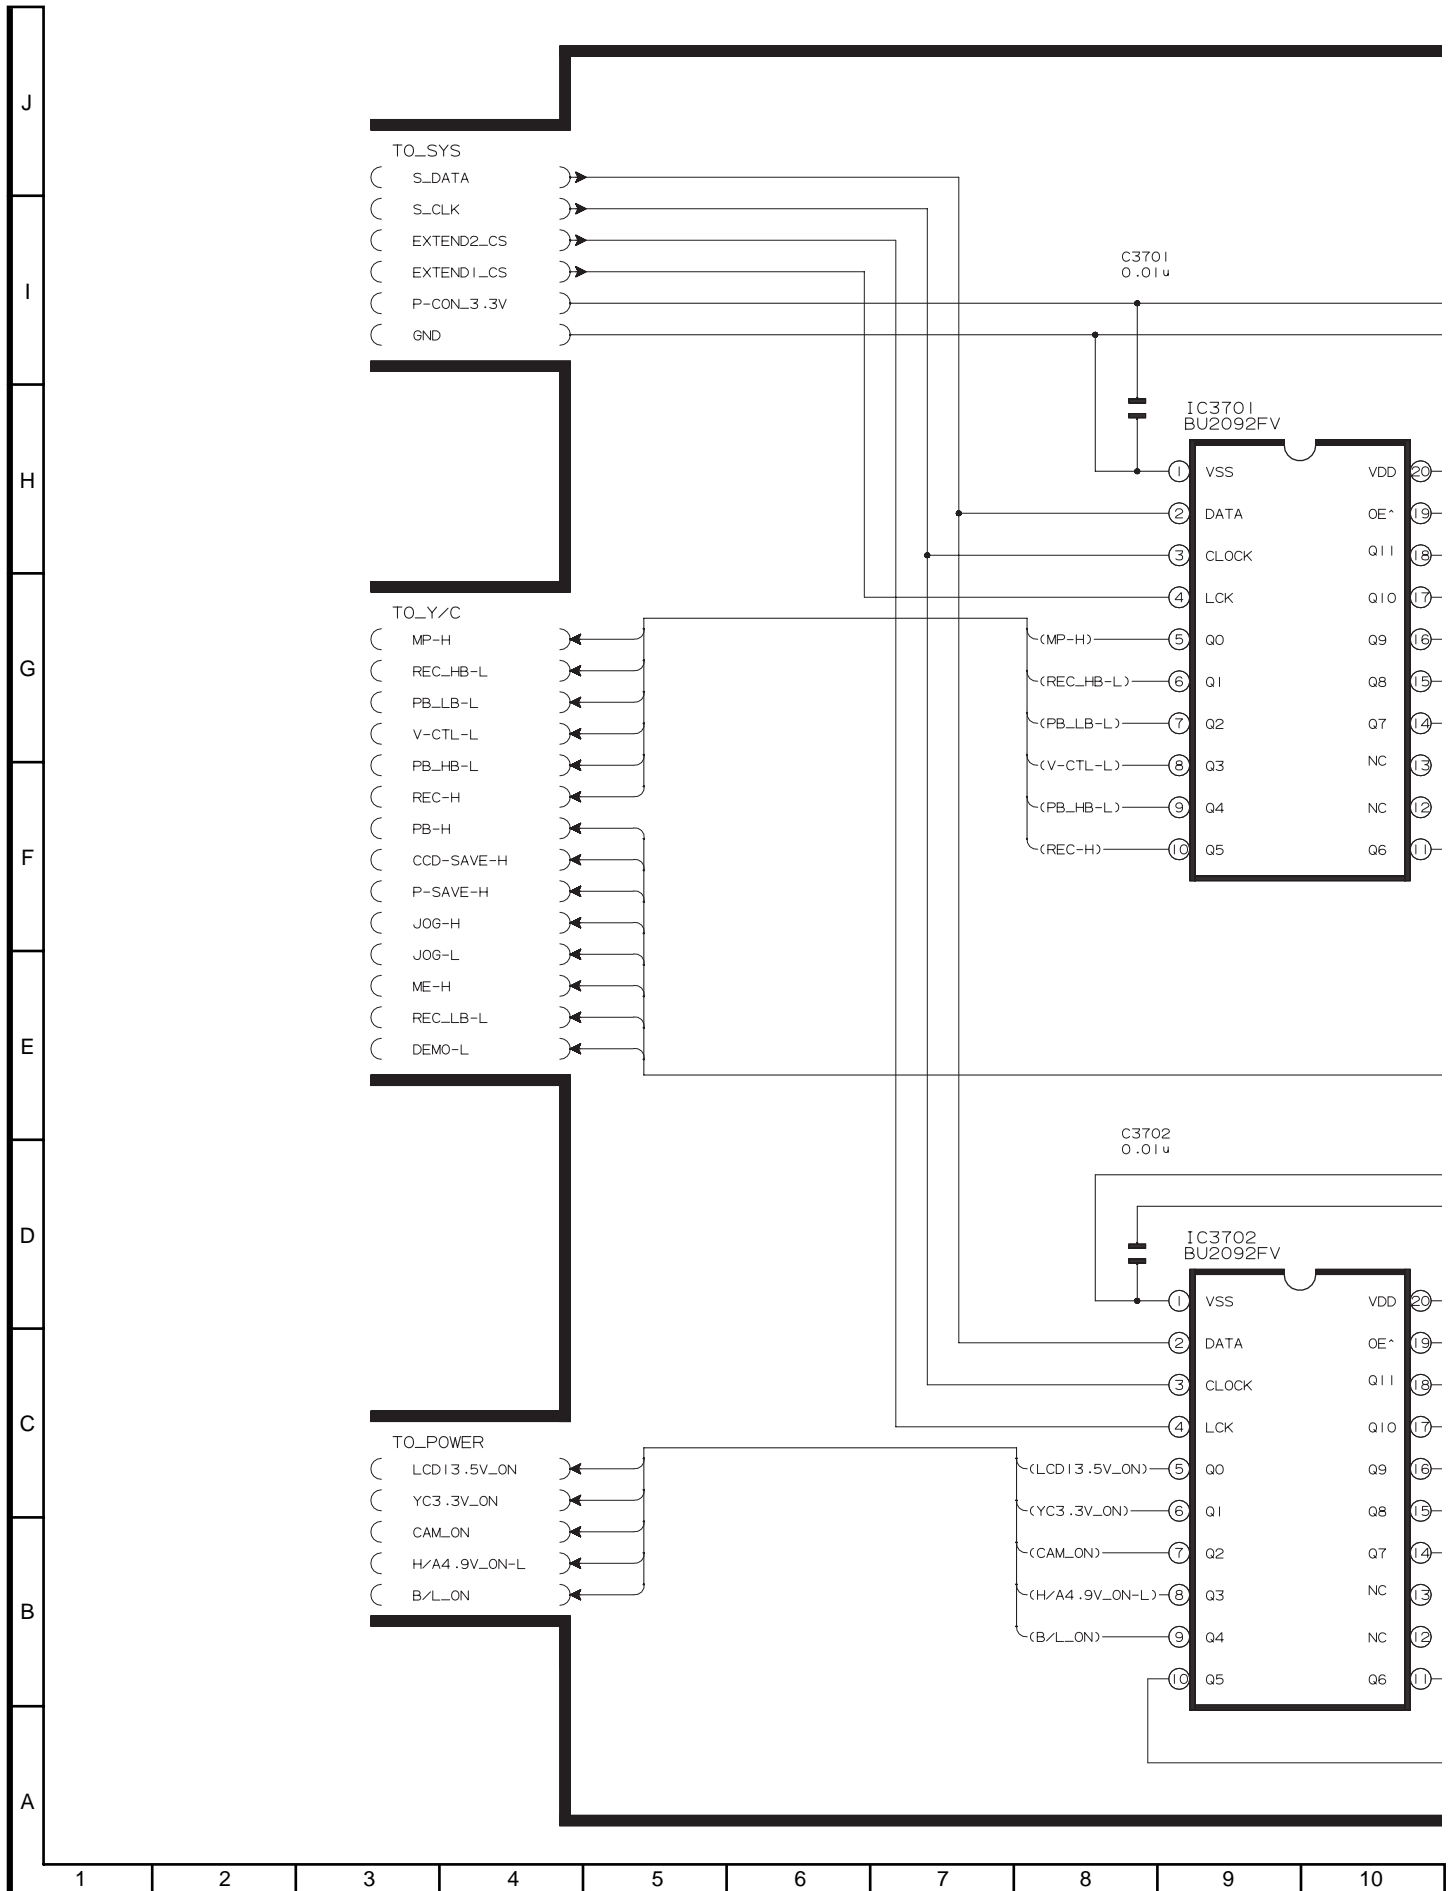 J
I
H
G
F
E
D
C
B
A
1 2 3 4 5 6 7 8 9 10
TO_SYS
S_DATA
S_CLK
EXTEND2_CS
EXTEND1_CS
P-CON_3.3V
GND
TO_Y/C
MP-H
REC_HB-L
PB_LB-L
V-CTL-L
PB_HB-L
REC-H
PB-H
CCD-SAVE-H
P-SAVE-H
JOG-H
JOG-L
ME-H
REC_LB-L
DEMO-L
TO_POWER
LCD13.5V_ON
YC3.3V_ON
CAM_ON
H/A4.9V_ON-L
B/L_ON
C3701
0.01u
IC3701
BU2092FV
1 VSS VDD 20
2 DATA OE^ 19
3 CLOCK Q11 18
4 LCK Q10 17
(MP-H) 5 Q0 Q9 16
(REC_HB-L) 6 Q1 Q8 15
(PB_LB-L) 7 Q2 Q7 14
(V-CTL-L) 8 Q3 NC 13
(PB_HB-L) 9 Q4 NC 12
(REC-H) 10 Q5 Q6 11
C3702
0.01u
IC3702
BU2092FV
1 VSS VDD 20
2 DATA OE^ 19
3 CLOCK Q11 18
4 LCK Q10 17
(LCD13.5V_ON) 5 Q0 Q9 16
(YC3.3V_ON) 6 Q1 Q8 15
(CAM_ON) 7 Q2 Q7 14
(H/A4.9V_ON-L) 8 Q3 NC 13
(B/L_ON) 9 Q4 NC 12
10 Q5 Q6 11